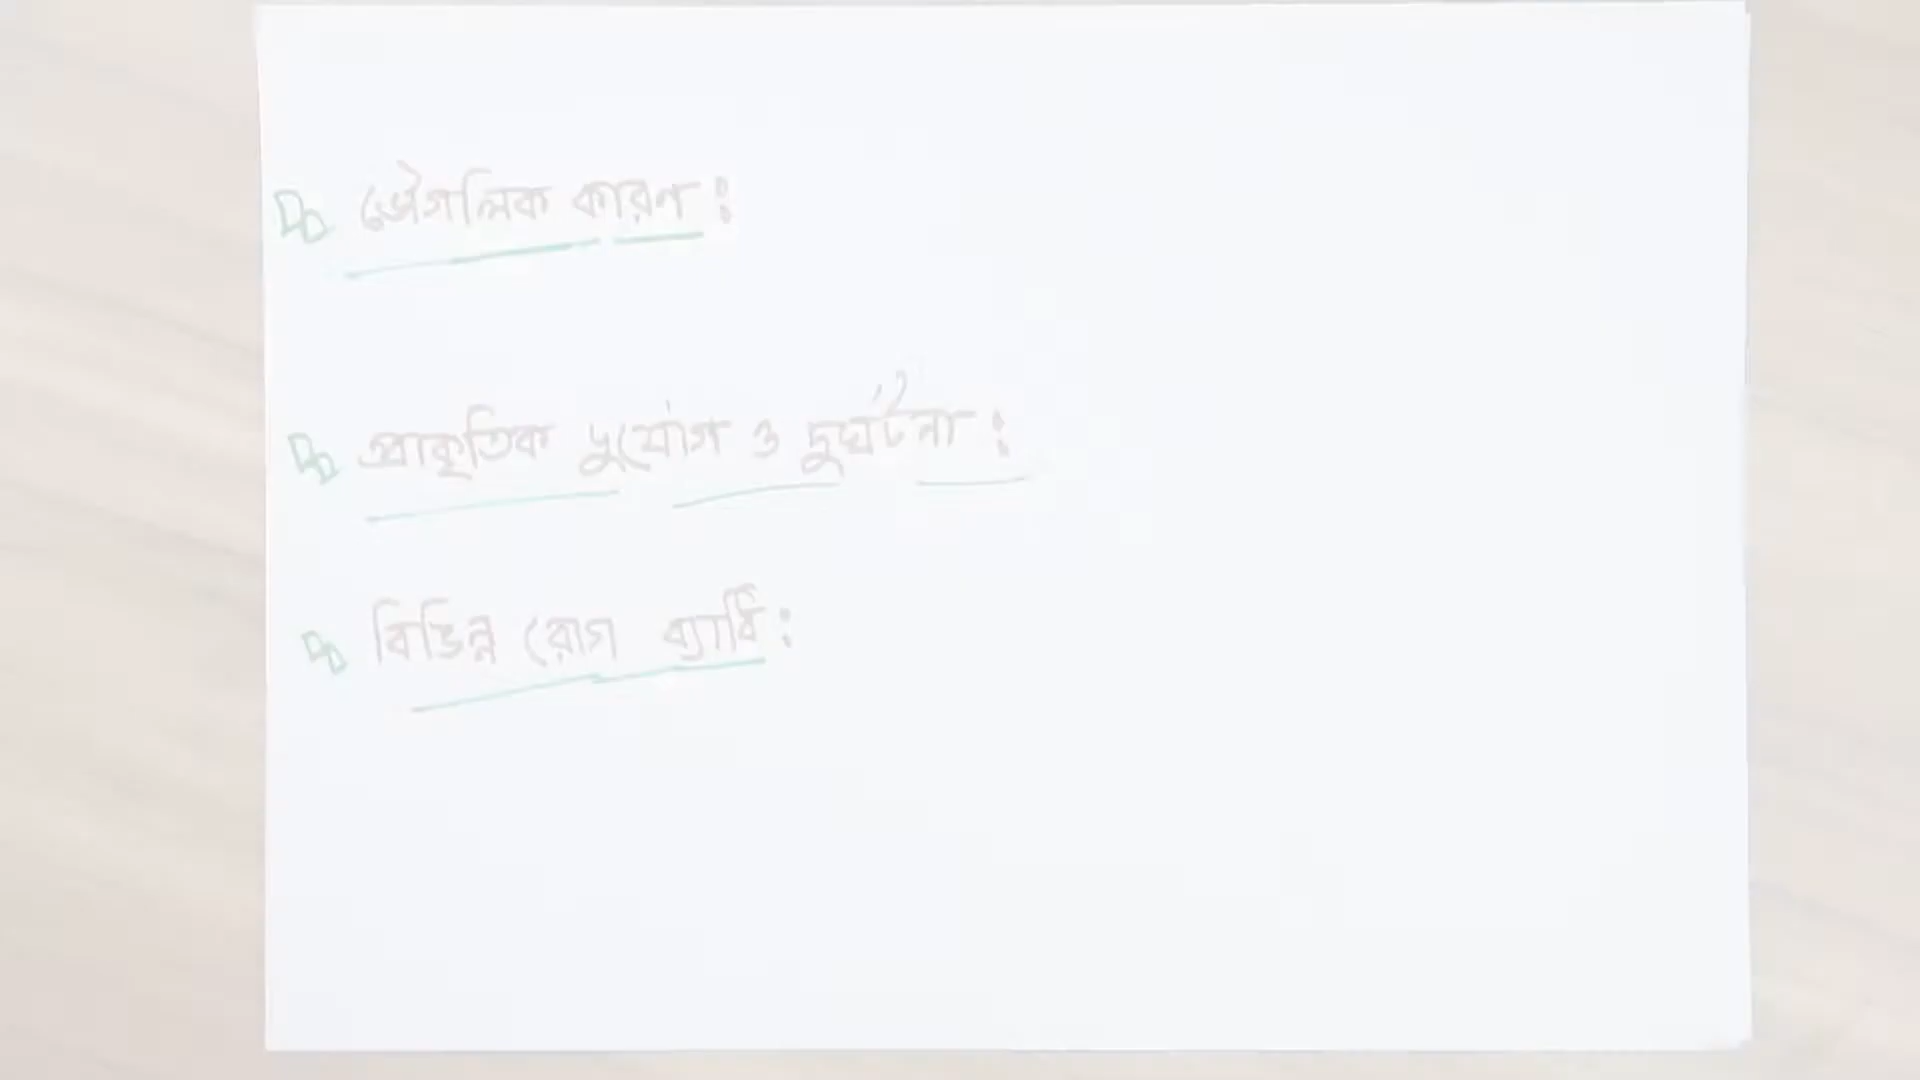 ভৌগলিক কারণ :
প্রাকৃতিক দুর্যোগ ও দুর্ঘটনা :
বিভিন্ন রোগ ব্যাধি :